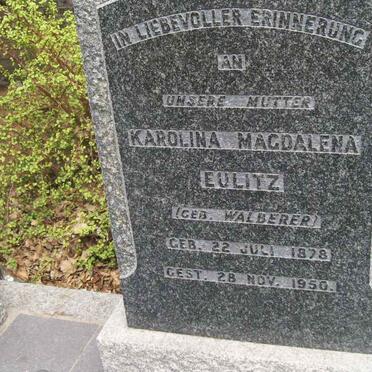 IN LIEBEVOLLER ERINNERUNG
AN
UNSERE MUTTER
KAROLINA MAGDALENA
EULITZ
(GEB. WALBERER)
GEB. 22 JULI 1878
GEST. 28 NOV. 1950.